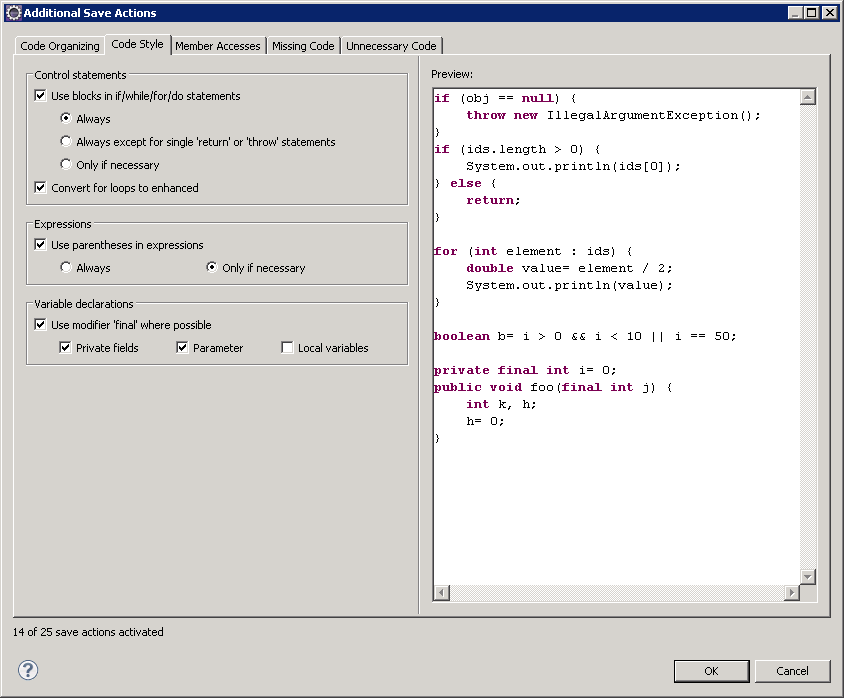 Additional Save Actions
Code Organizing Code Style Member Accesses Missing Code Unnecessary Code
Control statements
Use blocks in if/while/for/do statements
Always
Always except for single 'return' or 'throw' statements
Only if necessary
Convert for loops to enhanced
Expressions
Use parentheses in expressions
Always Only if necessary
Variable declarations
Use modifier 'final' where possible
Private fields Parameter Local variables
Preview:
if (obj == null) {
    throw new IllegalArgumentException();
}
if (ids.length > 0) {
    System.out.println(ids[0]);
} else {
    return;
}
for (int element : ids) {
    double value= element / 2;
    System.out.println(value);
}
boolean b= i > 0 && i < 10 || i == 50;
private final int i= 0;
public void foo(final int j) {
    int k, h;
    h= 0;
}
14 of 25 save actions activated
?
OK Cancel